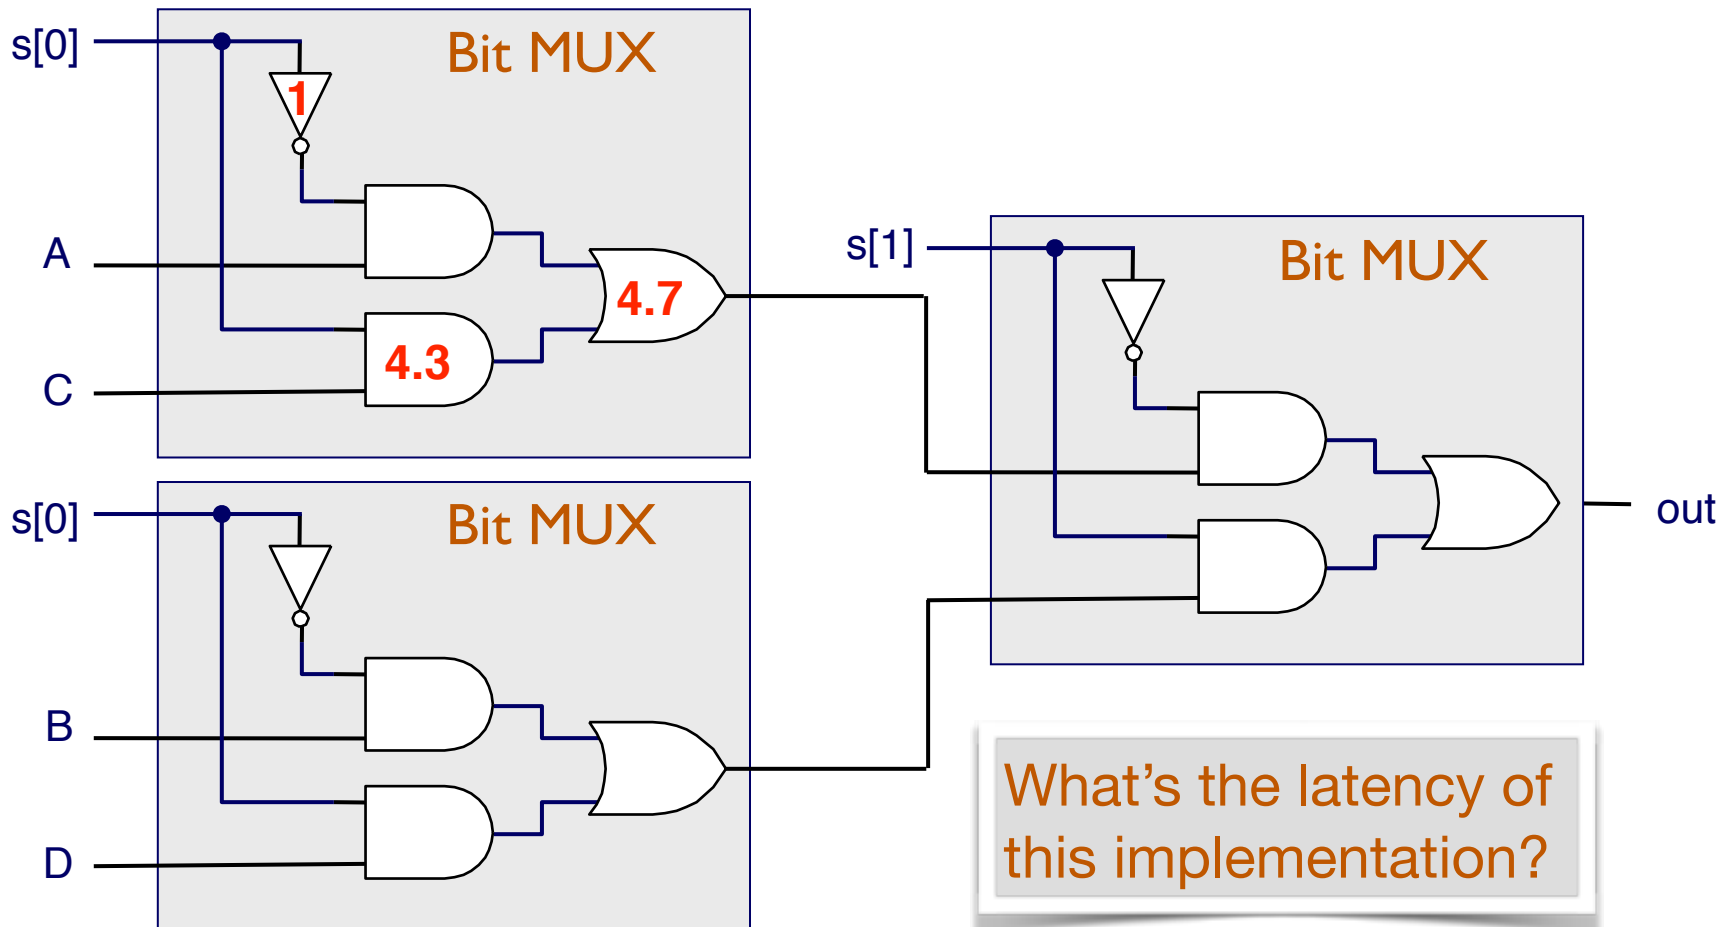 s[0]
Bit MUX
1
A
4.7
4.3
C
s[1]
Bit MUX
out
s[0]
Bit MUX
B
D
What's the latency of
this implementation?